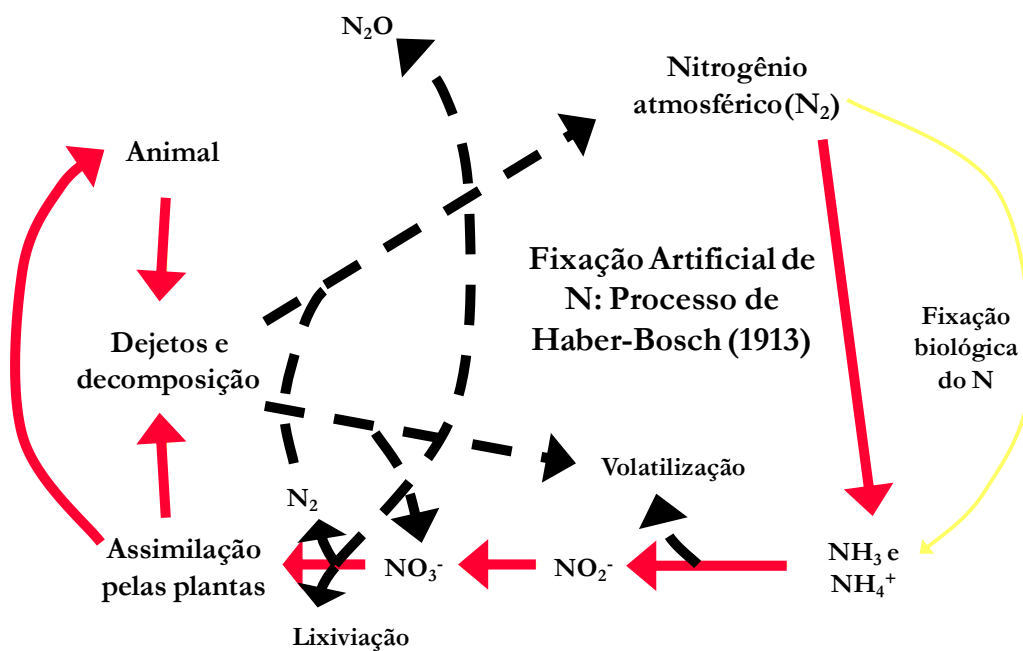 N₂O
Nitrogênio
atmosférico (N₂)
Animal
Fixação Artificial de
N: Processo de
Haber-Bosch (1913)
Fixação
biológica
do N
Dejetos e
decomposição
Volatilização
N₂
Assimilação
pelas plantas
NO₃⁻
NO₂⁻
NH₃ e
NH₄⁺
Lixiviação